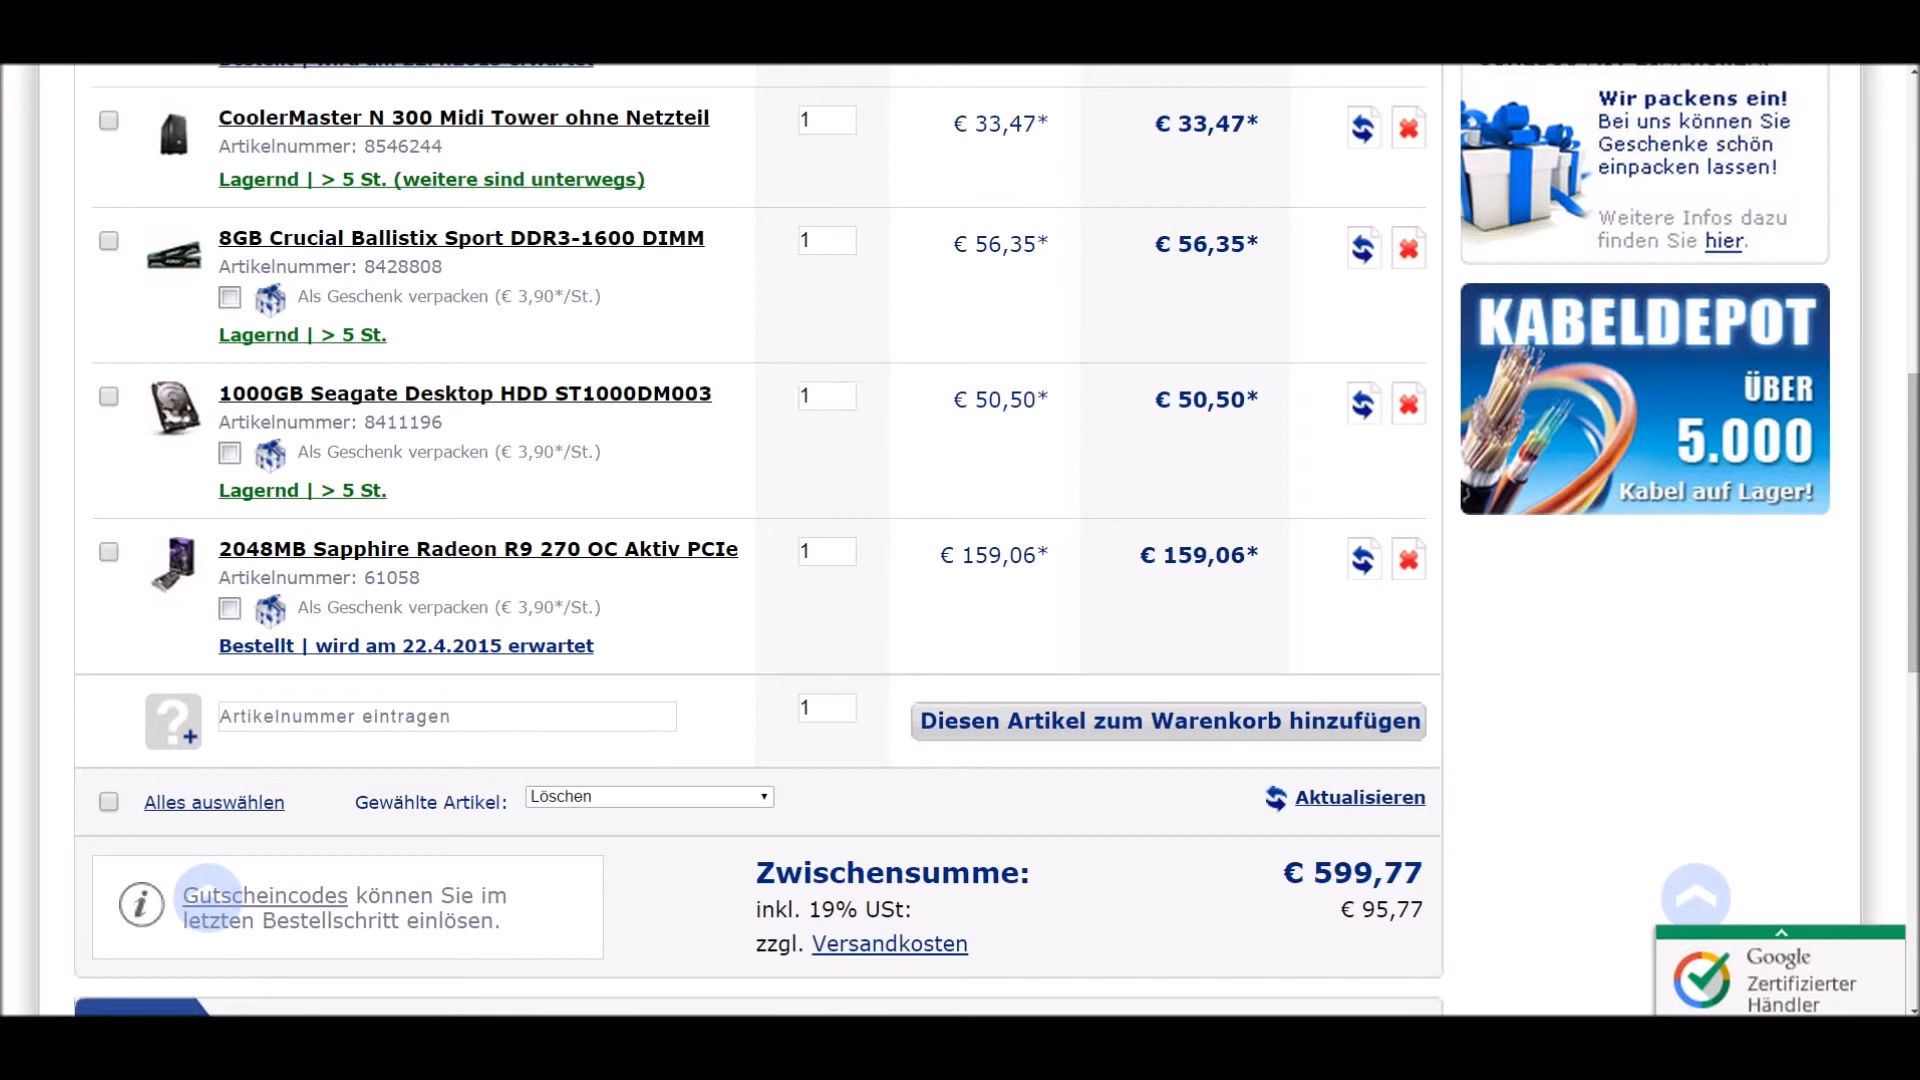 CoolerMaster N 300 Midi Tower ohne Netzteil
Artikelnummer: 8546244
Lagernd | > 5 St. (weitere sind unterwegs)
1
€ 33,47*
€ 33,47*
8GB Crucial Ballistix Sport DDR3-1600 DIMM
Artikelnummer: 8428808
Als Geschenk verpacken (€ 3,90*/St.)
Lagernd | > 5 St.
1
€ 56,35*
€ 56,35*
1000GB Seagate Desktop HDD ST1000DM003
Artikelnummer: 8411196
Als Geschenk verpacken (€ 3,90*/St.)
Lagernd | > 5 St.
1
€ 50,50*
€ 50,50*
2048MB Sapphire Radeon R9 270 OC Aktiv PCIe
Artikelnummer: 61058
Als Geschenk verpacken (€ 3,90*/St.)
Bestellt | wird am 22.4.2015 erwartet
1
€ 159,06*
€ 159,06*
Artikelnummer eintragen
1
Diesen Artikel zum Warenkorb hinzufügen
Alles auswählen
Gewählte Artikel:
Löschen
Aktualisieren
Gutscheincodes können Sie im
letzten Bestellschritt einlösen.
Zwischensumme:
€ 599,77
inkl. 19% USt:
€ 95,77
zzgl. Versandkosten
Wir packens ein!
Bei uns können Sie
Geschenke schön
einpacken lassen!
Weitere Infos dazu
finden Sie hier.
KABELDEPOT
ÜBER
5.000
Kabel auf Lager!
Google
Zertifizierter
Händler